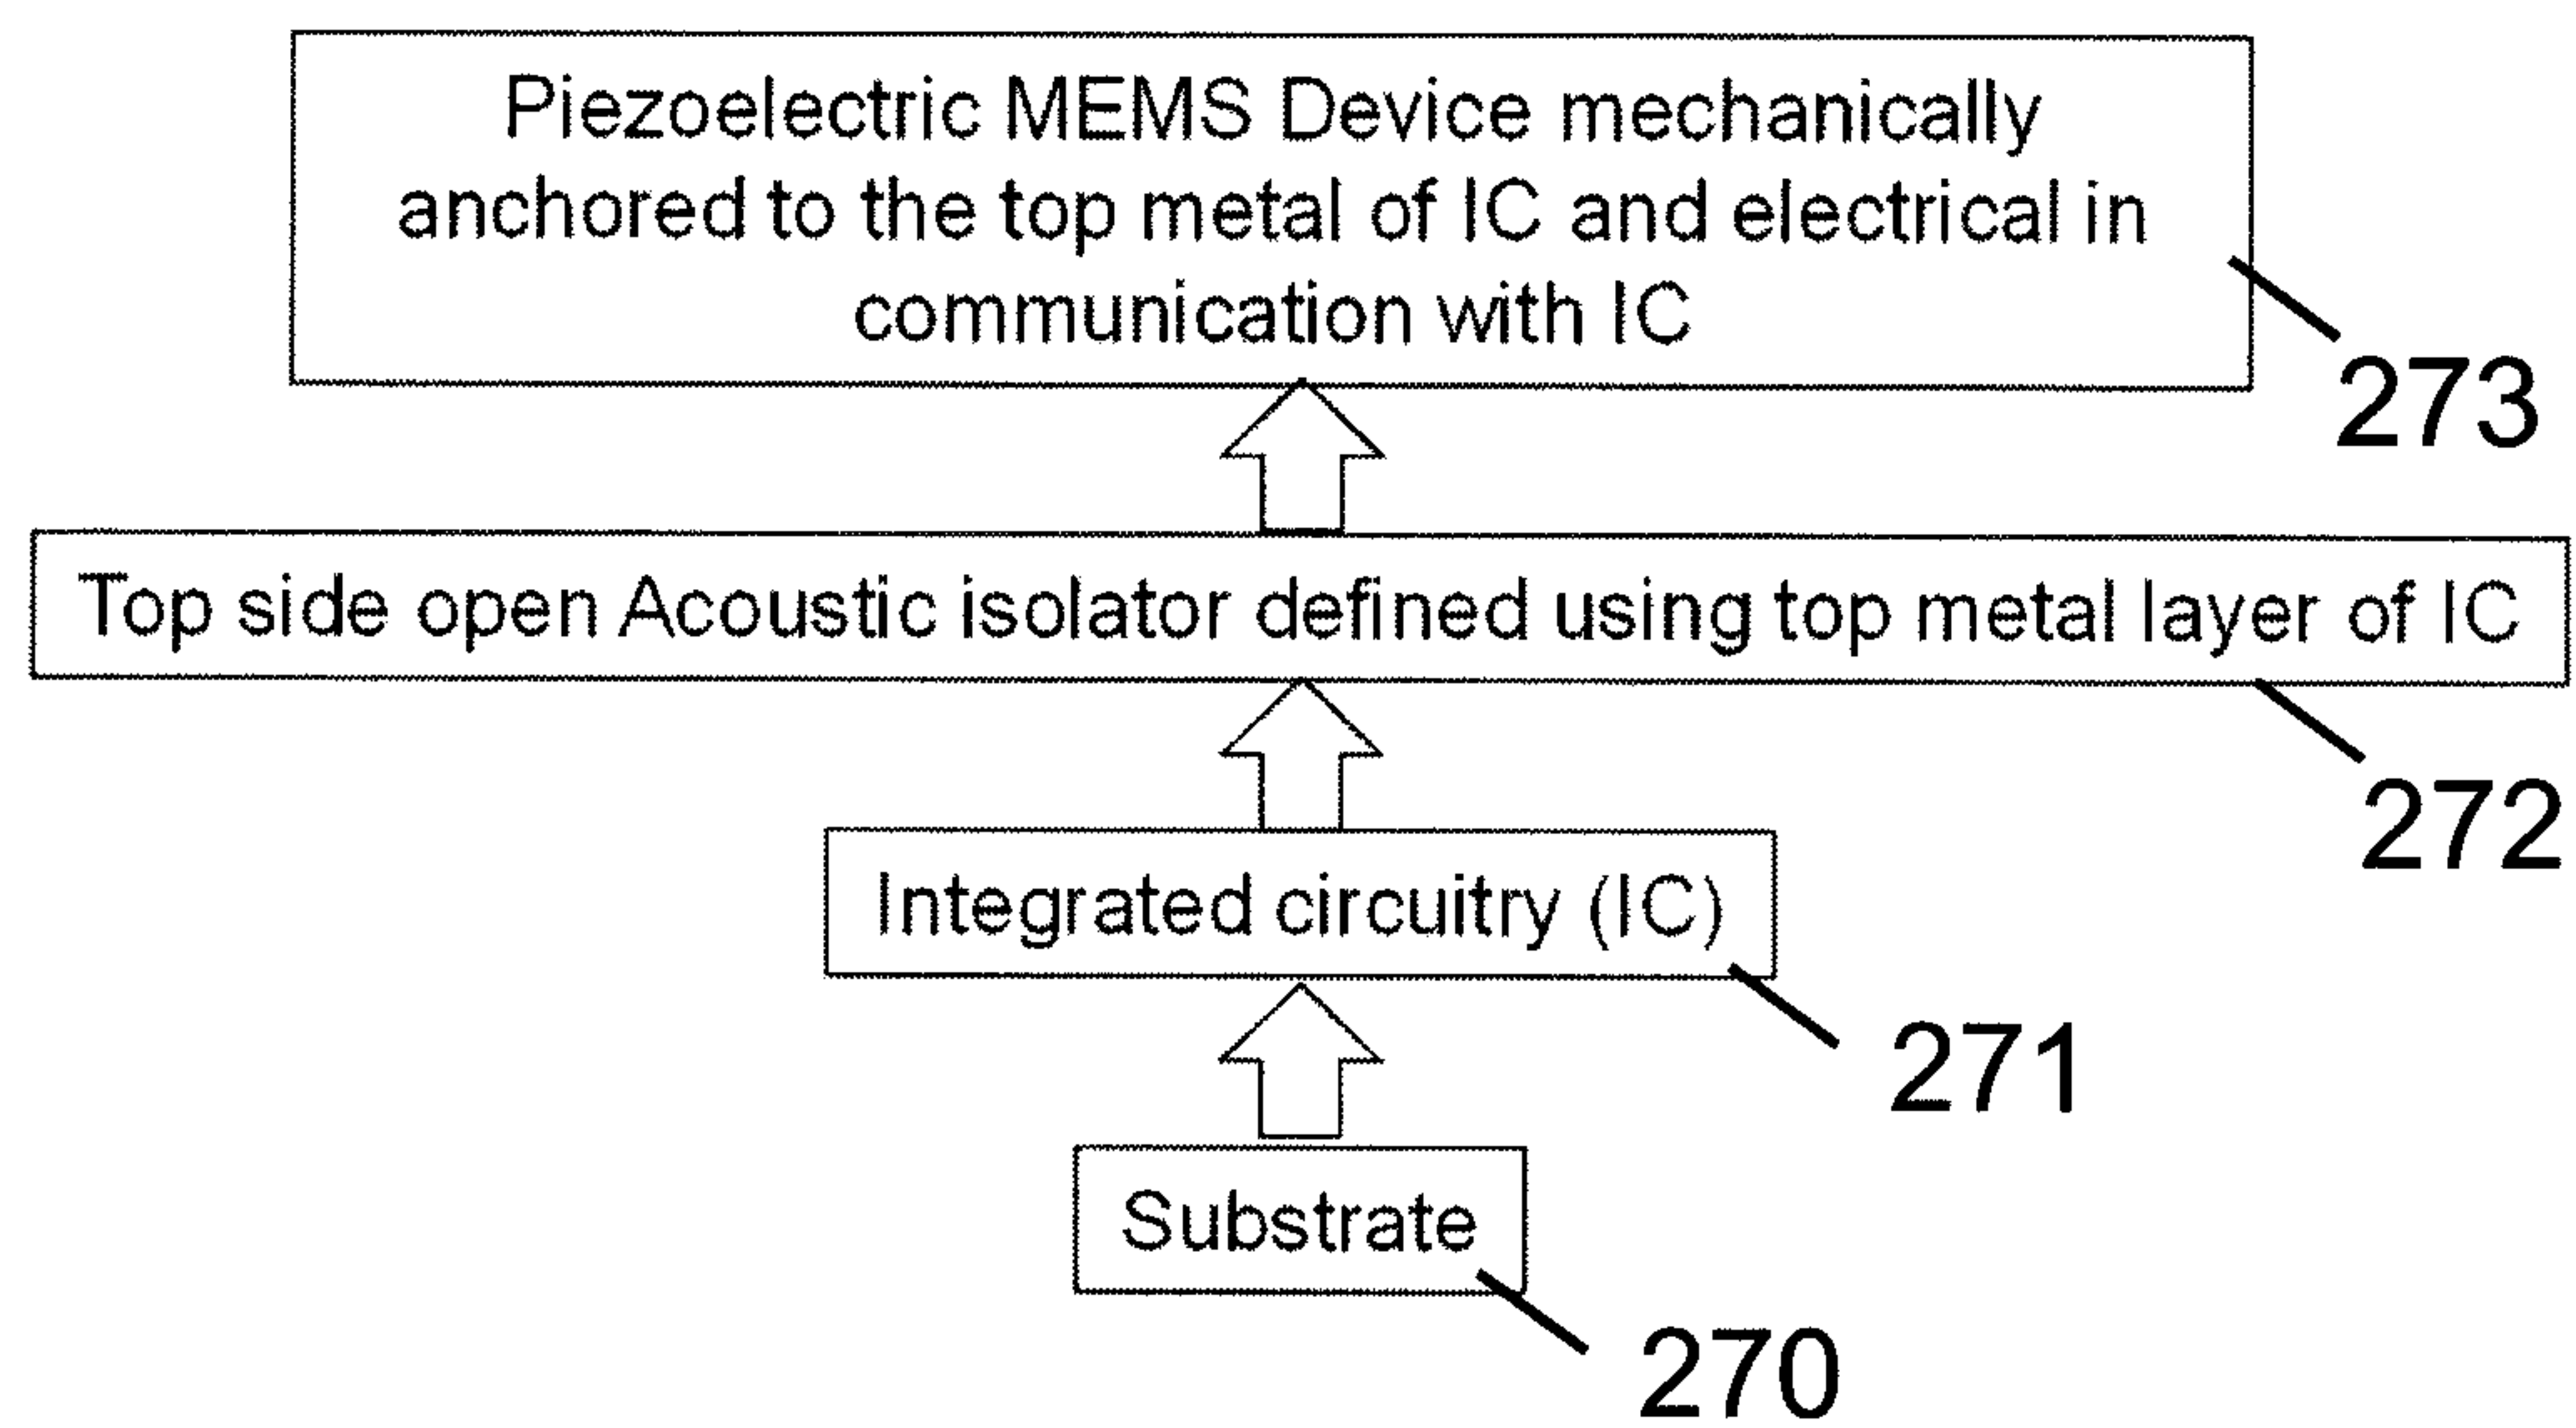 Piezoelectric MEMS Device mechanically
anchored to the top metal of IC and electrical in
communication with IC
273
Top side open Acoustic isolator defined using top metal layer of IC
272
Integrated circuitry (IC)
271
Substrate
270